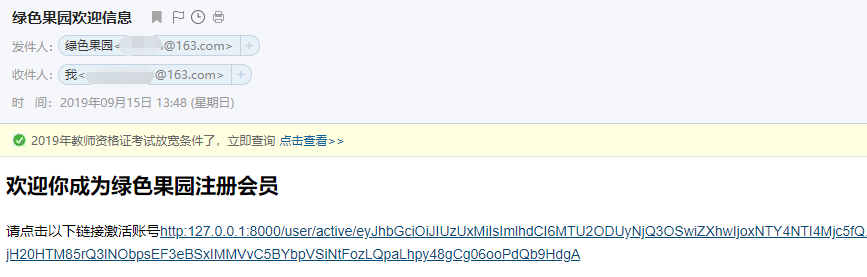 绿色果园欢迎信息
发件人: 绿色果园< @163.com> +
收件人: 我< @163.com> +
时 间: 2019年09月15日 13:48 (星期日)
2019年教师资格证考试放宽条件了，立即查询 点击查看>>
欢迎你成为绿色果园注册会员
请点击以下链接激活账号http:127.0.0.1:8000/user/active/eyJhbGciOiJIUzUxMiIsImlhdCI6MTU2ODUyNjQ3OSwiZXhwIjoxNTY4NTI4Mjc5fQ.
jH20HTM85rQ3lNObpsEF3eBSxIMMVvC5BYbpVSiNtFozLQpaLhpy48gCg06ooPdQb9HdgA